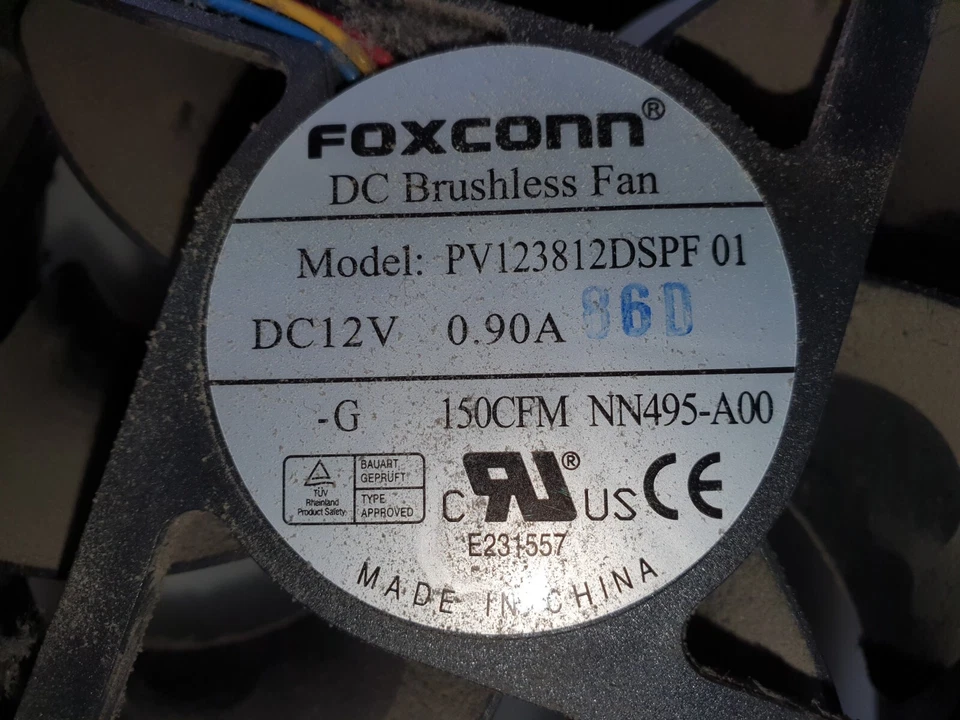 FOXCONN®
DC Brushless Fan
Model: PV123812DSPF 01
DC12V 0.90A 86D
-G 150CFM NN495-A00
TÜV
Rheinland
Product Safety
BAUART
GEPRÜFT
TYPE
APPROVED
C RU® US CE
E231557
MADE IN CHINA